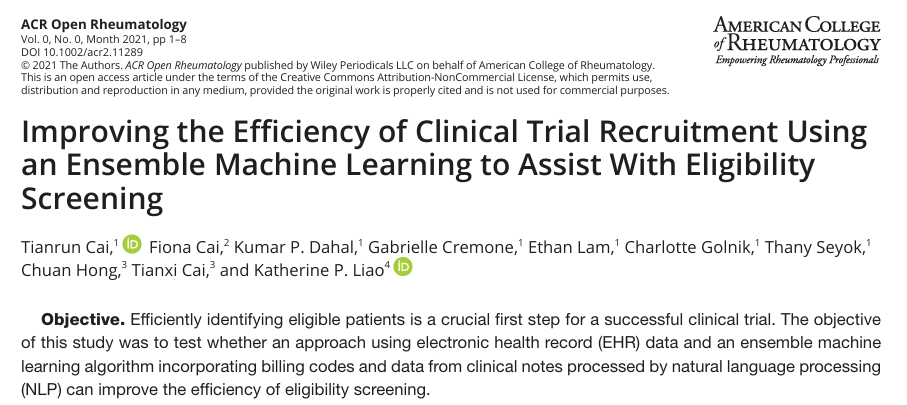 ACR Open Rheumatology
Vol. 0, No. 0, Month 2021, pp 1–8
DOI 10.1002/acr2.11289
© 2021 The Authors. ACR Open Rheumatology published by Wiley Periodicals LLC on behalf of American College of Rheumatology.
This is an open access article under the terms of the Creative Commons Attribution-NonCommercial License, which permits use,
distribution and reproduction in any medium, provided the original work is properly cited and is not used for commercial purposes.
AMERICAN COLLEGE
of RHEUMATOLOGY
Empowering Rheumatology Professionals
Improving the Efficiency of Clinical Trial Recruitment Using
an Ensemble Machine Learning to Assist With Eligibility
Screening
Tianrun Cai,1 iD Fiona Cai,2 Kumar P. Dahal,1 Gabrielle Cremone,1 Ethan Lam,1 Charlotte Golnik,1 Thany Seyok,1
Chuan Hong,3 Tianxi Cai,3 and Katherine P. Liao4 iD
Objective. Efficiently identifying eligible patients is a crucial first step for a successful clinical trial. The objective
of this study was to test whether an approach using electronic health record (EHR) data and an ensemble machine
learning algorithm incorporating billing codes and data from clinical notes processed by natural language processing
(NLP) can improve the efficiency of eligibility screening.